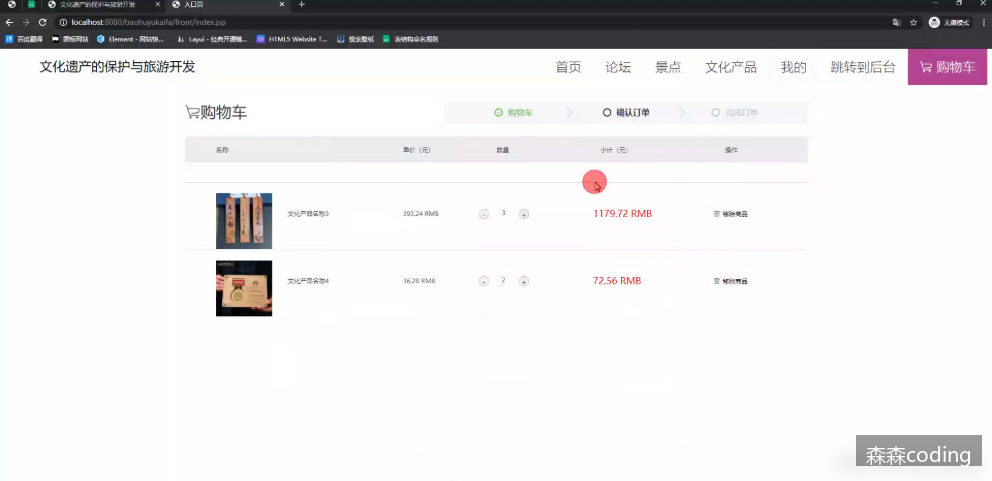 文化遗产的保护与旅游开发
入口页
localhost:8080/baohuyukaifa/front/index.jsp
无痕模式
百度翻译 图标网站 Element - 网站快... Layui - 经典开源模... HTML5 Website T... 搜索壁纸 表结构命名规则
文化遗产的保护与旅游开发 首页 论坛 景点 文化产品 我的 跳转到后台 购物车
购物车 购物车 确认订单 完成订单
名称 单价（元） 数量 小计（元） 操作
文化产品名称3 393.24 RMB - 3 + 1179.72 RMB 移除商品
文化产品名称4 36.28 RMB - 2 + 72.56 RMB 移除商品
森森coding